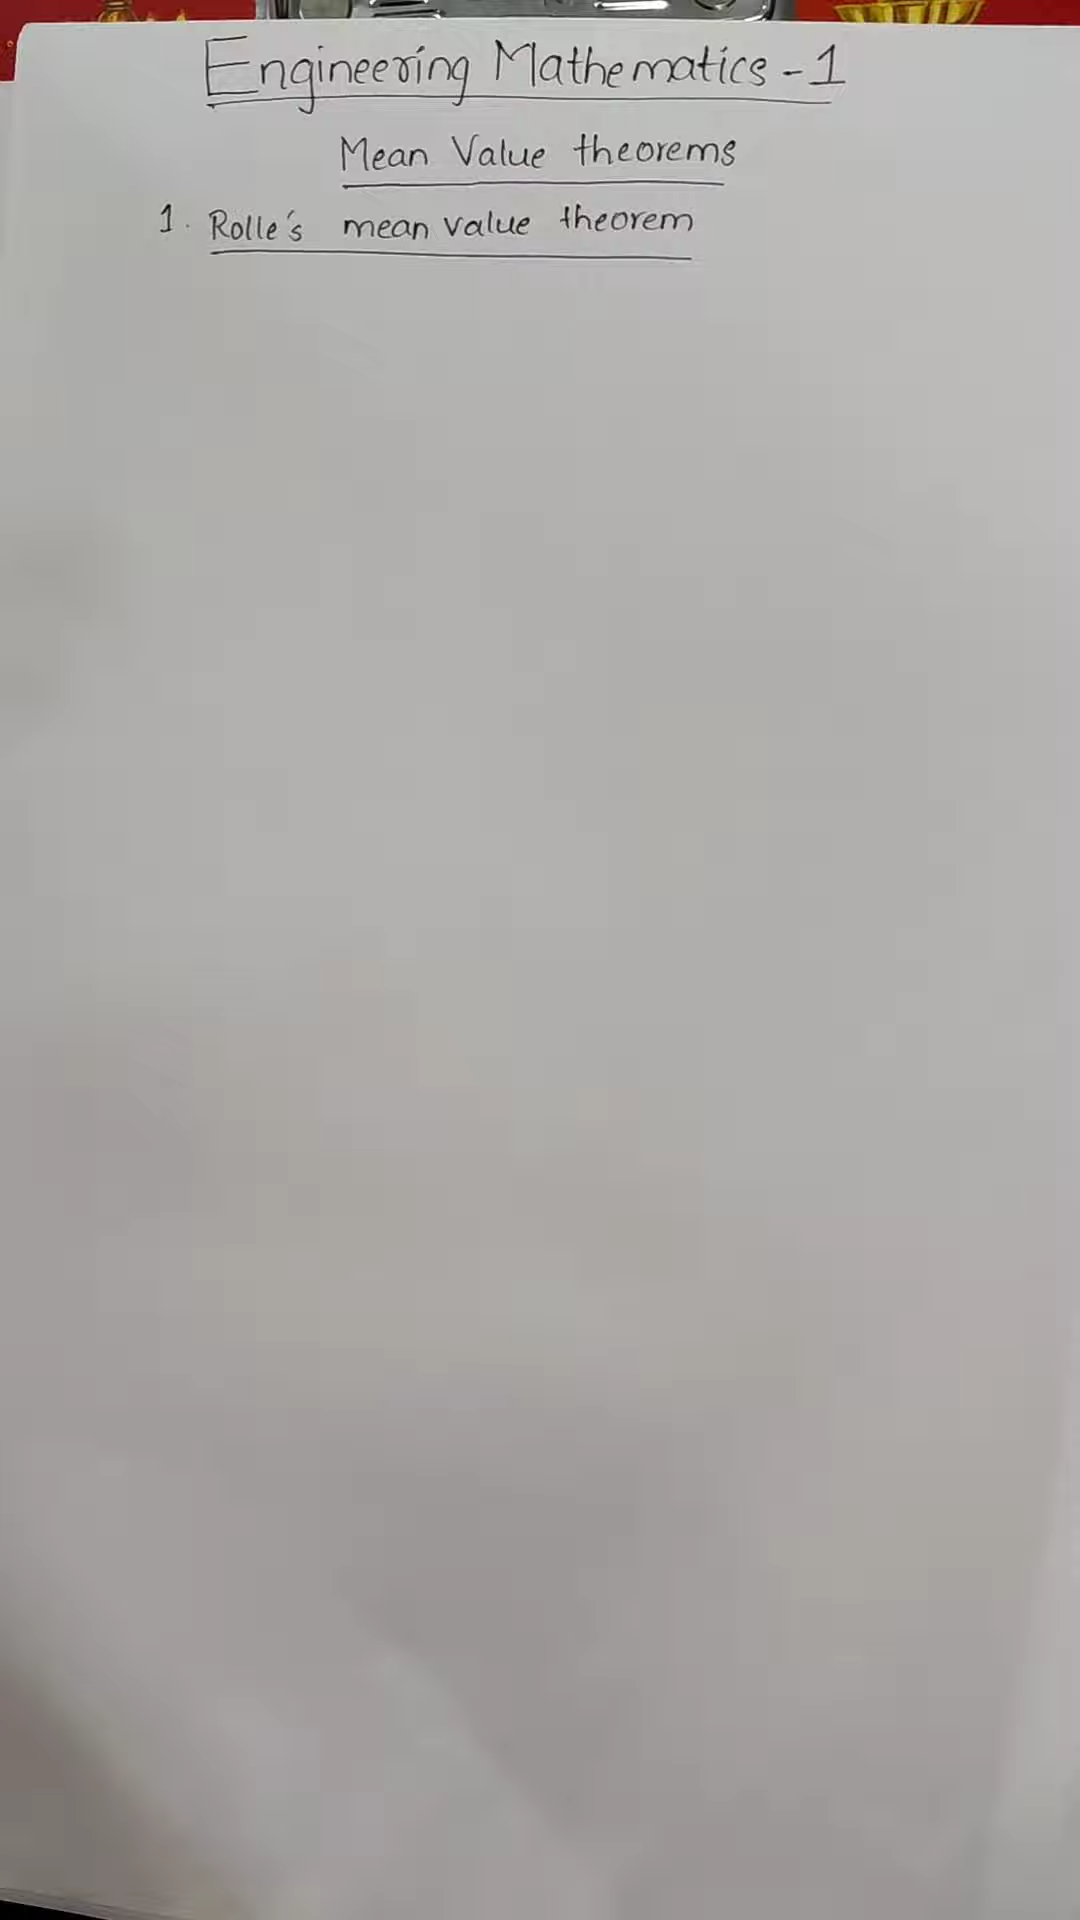 Engineering Mathematics - 1
Mean Value theorems
1. Rolle's mean value theorem